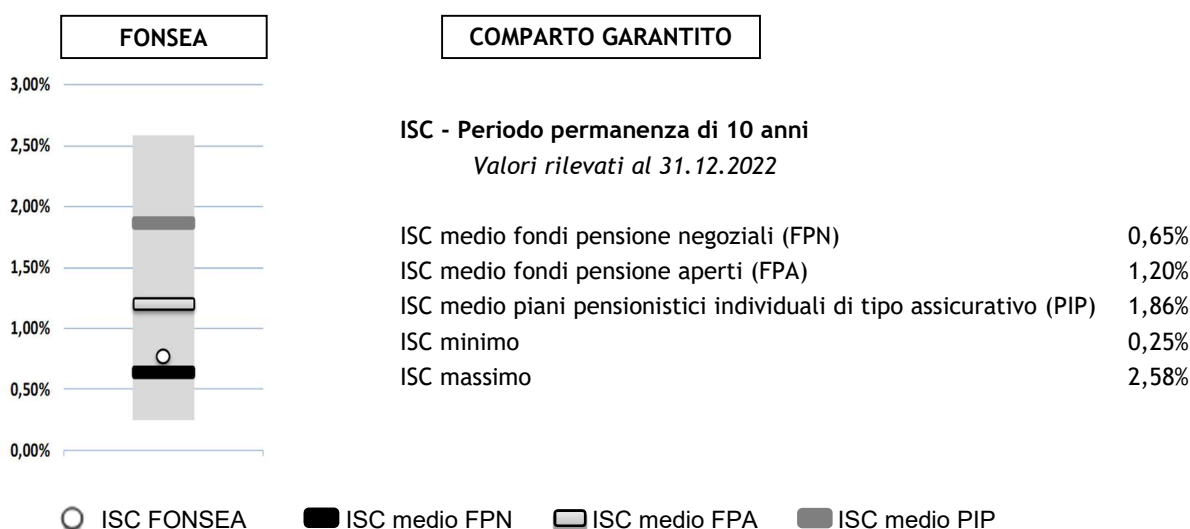 FONSEA
COMPARTO GARANTITO
3,00%
2,50%
2,00%
1,50%
1,00%
0,50%
0,00%
ISC - Periodo permanenza di 10 anni
Valori rilevati al 31.12.2022
ISC medio fondi pensione negoziali (FPN) 0,65%
ISC medio fondi pensione aperti (FPA) 1,20%
ISC medio piani pensionistici individuali di tipo assicurativo (PIP) 1,86%
ISC minimo 0,25%
ISC massimo 2,58%
ISC FONSEA ISC medio FPN ISC medio FPA ISC medio PIP